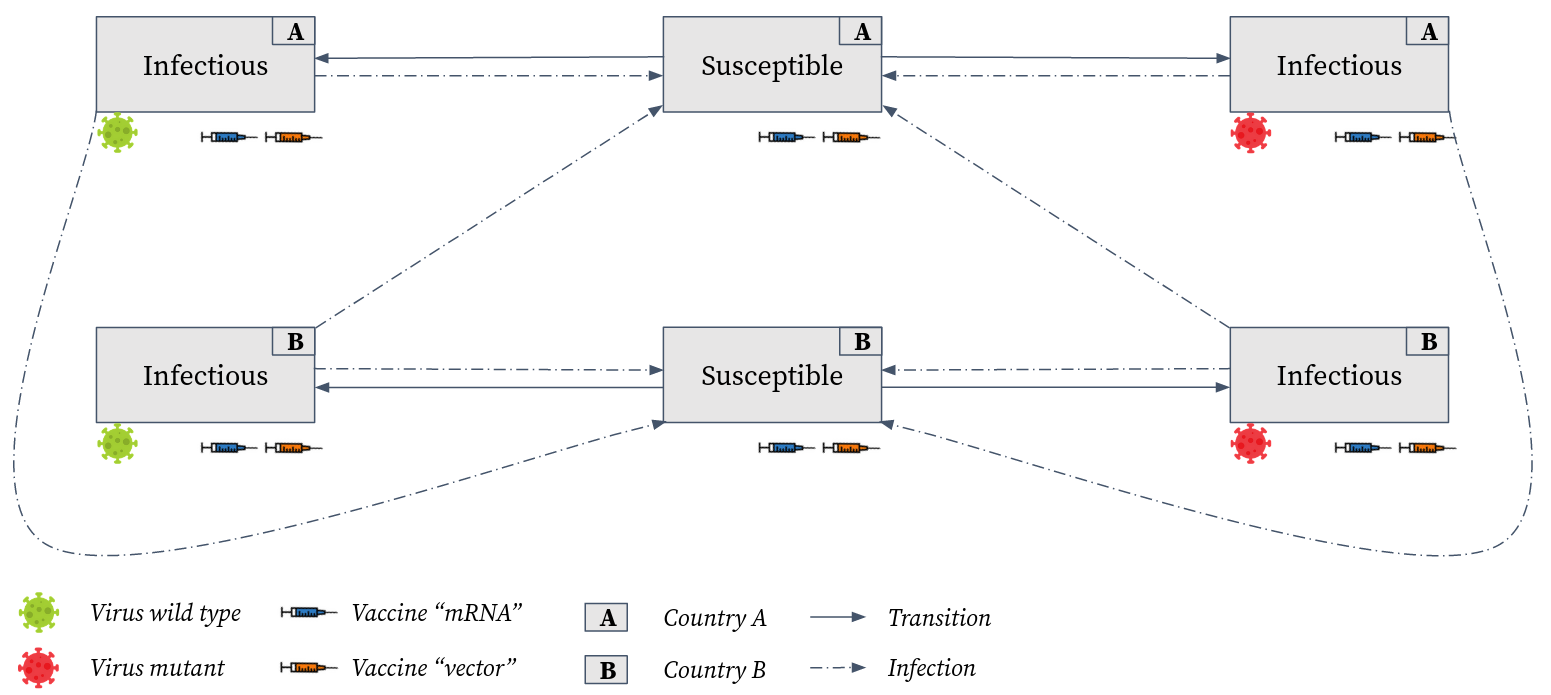 A A A
Infectious Susceptible Infectious
B B B
Infectious Susceptible Infectious
Virus wild type Vaccine “mRNA” A Country A Transition
Virus mutant Vaccine “vector” B Country B Infection